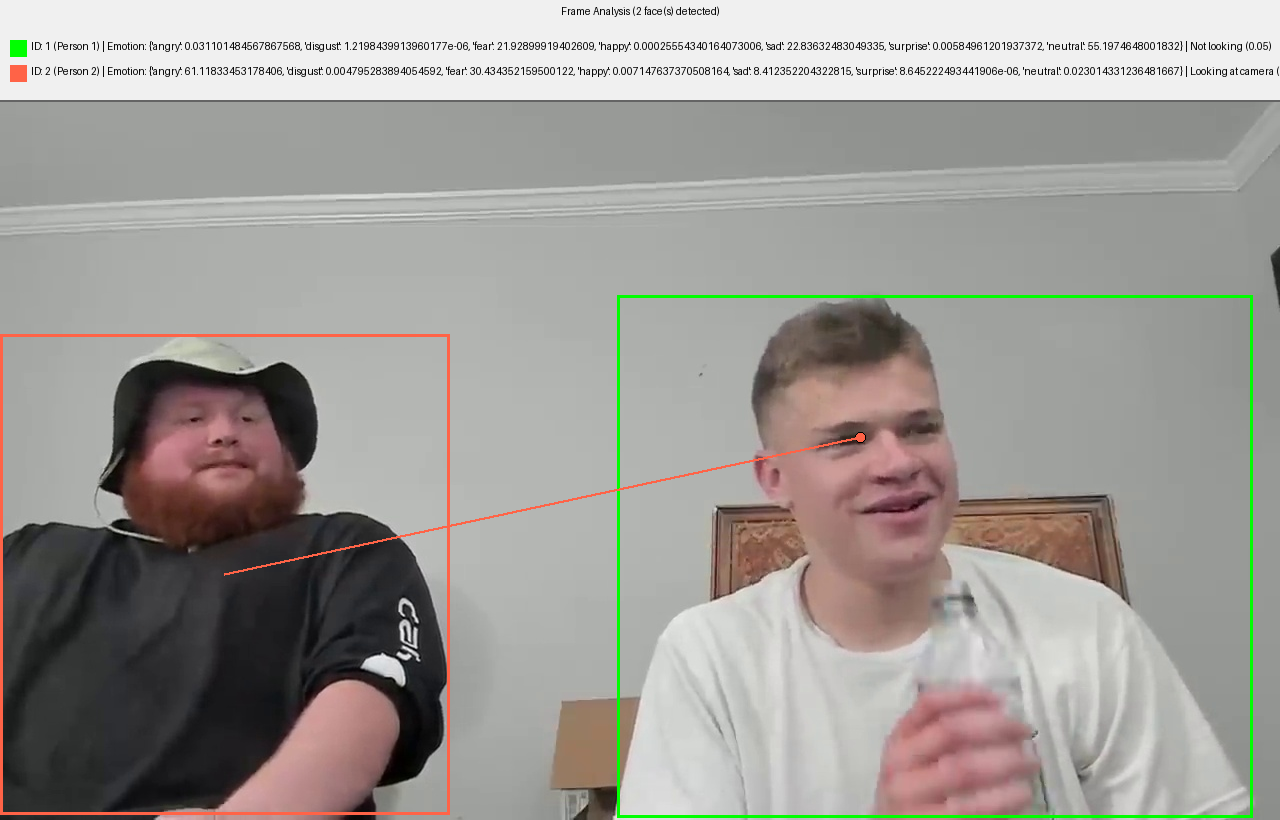 Frame Analysis (2 face(s) detected)
ID: 1 (Person 1) | Emotion: {'angry': 0.031101484567867568, 'disgust': 1.2198439913960177e-06, 'fear': 21.92899919402609, 'happy': 0.00025554340164073006, 'sad': 22.83632483049335, 'surprise': 0.00584961201937372, 'neutral': 55.1974648001832} | Not looking (0.05)
ID: 2 (Person 2) | Emotion: {'angry': 61.11833453178406, 'disgust': 0.004795283894054592, 'fear': 30.434352159500122, 'happy': 0.007147637370508164, 'sad': 8.412352204322815, 'surprise': 8.645222493441906e-06, 'neutral': 0.023014331236481667} | Looking at camera (